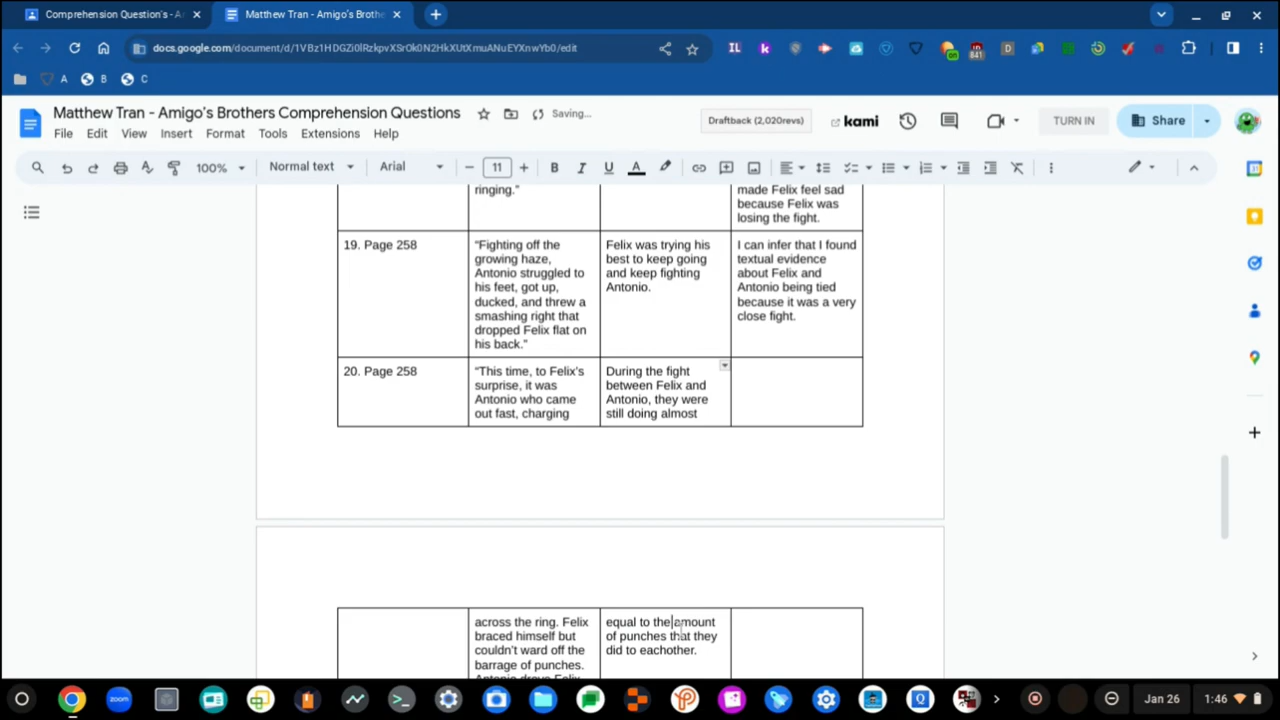 Comprehension Question's - Ar
Matthew Tran - Amigo's Brothe
docs.google.com/document/d/1VBz1HDGZi0lRzkpvXSrOk0N2HkXUtXmuANuEYXnwYb0/edit
A B C
Matthew Tran - Amigo's Brothers Comprehension Questions
Saving...
Draftback (2,020revs)
kami
TURN IN
Share
File Edit View Insert Format Tools Extensions Help
100% Normal text Arial 11
ringing."
made Felix feel sad
because Felix was
losing the fight.
19. Page 258
"Fighting off the
growing haze,
Antonio struggled to
his feet, got up,
ducked, and threw a
smashing right that
dropped Felix flat on
his back."
Felix was trying his
best to keep going
and keep fighting
Antonio.
I can infer that I found
textual evidence
about Felix and
Antonio being tied
because it was a very
close fight.
20. Page 258
"This time, to Felix's
surprise, it was
Antonio who came
out fast, charging
During the fight
between Felix and
Antonio, they were
still doing almost
across the ring. Felix
braced himself but
couldn't ward off the
barrage of punches.
equal to the amount
of punches that they
did to eachother.
zoom
Jan 26
1:46